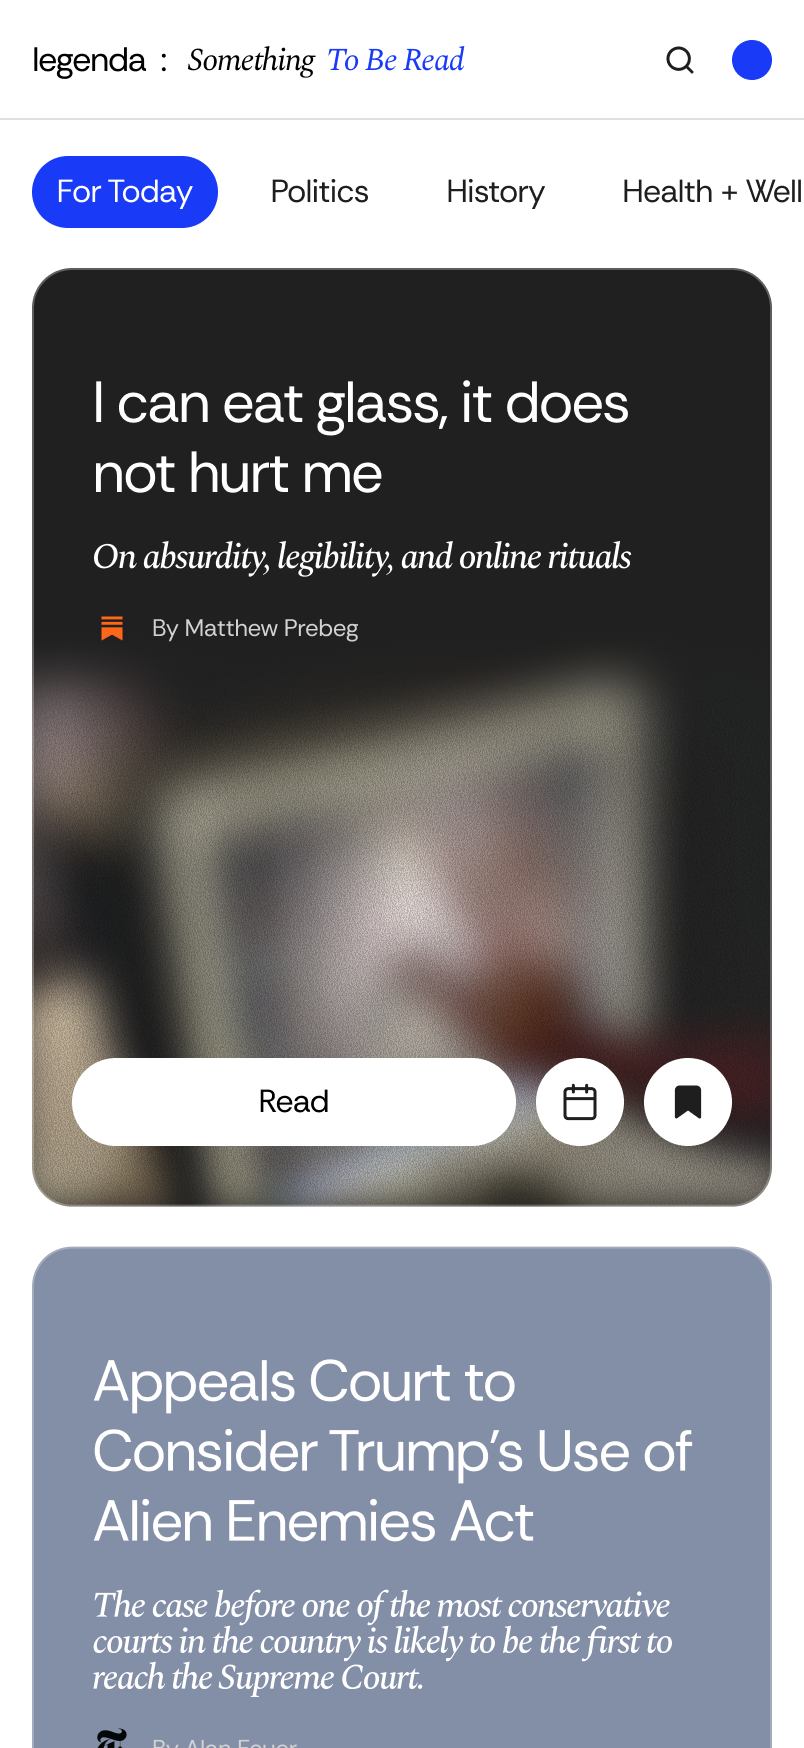 legenda : Something To Be Read
For Today Politics History Health + Well
I can eat glass, it does
not hurt me
On absurdity, legibility, and online rituals
By Matthew Prebeg
Read
Appeals Court to
Consider Trump’s Use of
Alien Enemies Act
The case before one of the most conservative
courts in the country is likely to be the first to
reach the Supreme Court.
By Alan Feuer